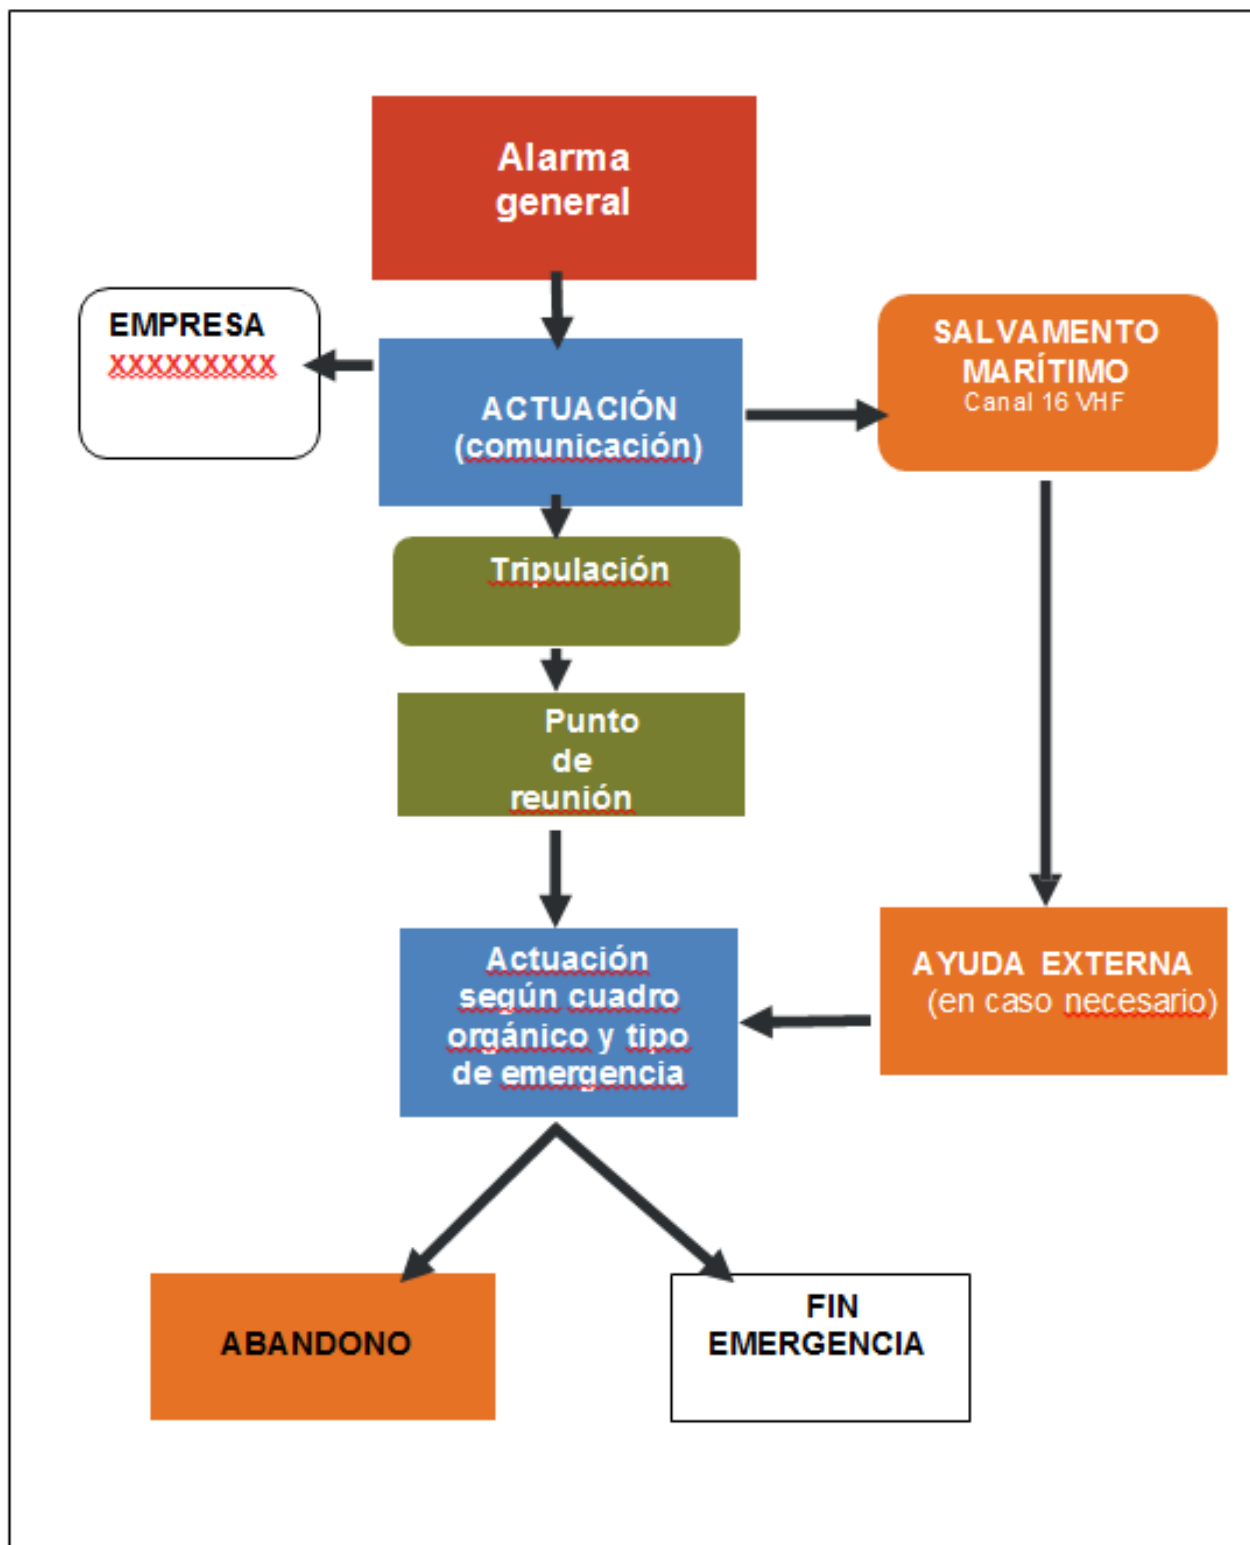 Alarma
general
EMPRESA
XXXXXXXXX
SALVAMENTO
MARÍTIMO
Canal 16 VHF
ACTUACIÓN
(comunicación)
Tripulación
Punto
de
reunión
Actuación
según cuadro
orgánico y tipo
de emergencia
AYUDA EXTERNA
(en caso necesario)
ABANDONO
FIN
EMERGENCIA